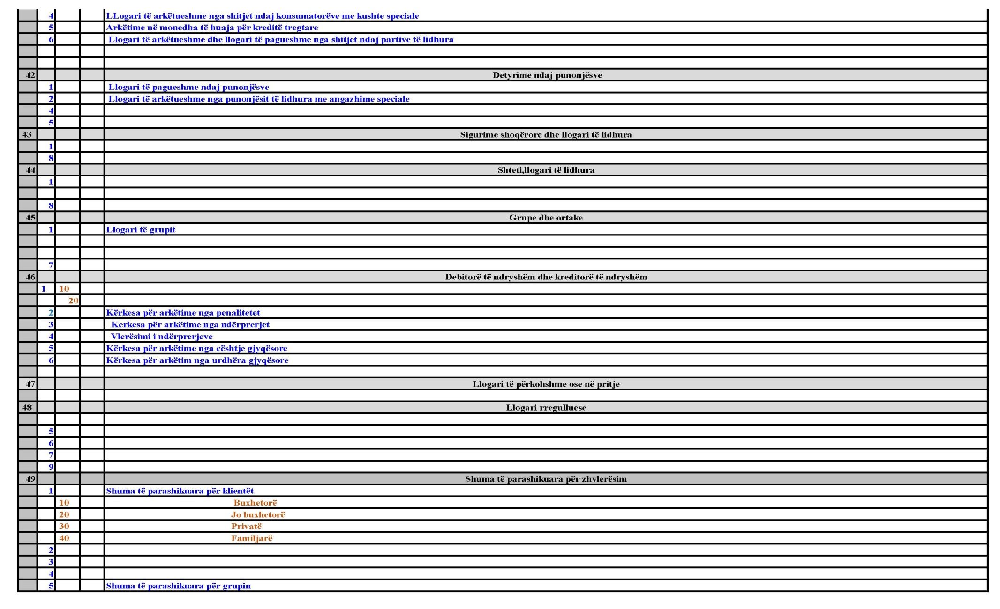 4 LLogari të arkëtueshme nga shitjet ndaj konsumatorëve me kushte speciale
5 Arkëtime në monedha të huaja për kreditë tregtare
6 Llogari të arkëtueshme dhe llogari të pagueshme nga shitjet ndaj partive të lidhura
42 Detyrime ndaj punonjësve
1 Llogari të pagueshme ndaj punonjësve
2 Llogari të arkëtueshme nga punonjësit të lidhura me angazhime speciale
4
5
43 Sigurime shoqërore dhe llogari të lidhura
1
8
44 Shteti,llogari të lidhura
1
8
45 Grupe dhe ortake
1 Llogari të grupit
7
46 Debitorë të ndryshëm dhe kreditorë të ndryshëm
1 10
20
2 Kërkesa për arkëtime nga penalitetet
3 Kerkesa për arkëtime nga ndërprerjet
4 Vlerësimi i ndërprerjeve
5 Kërkesa për arkëtime nga cështje gjyqësore
6 Kërkesa për arkëtim nga urdhëra gjyqësore
47 Llogari të përkohshme ose në pritje
48 Llogari rregulluese
5
6
7
9
49 Shuma të parashikuara për zhvlerësim
1 Shuma të parashikuara për klientët
10 Buxhetorë
20 Jo buxhetorë
30 Privatë
40 Familjarë
2
3
4
5 Shuma të parashikuara për grupin